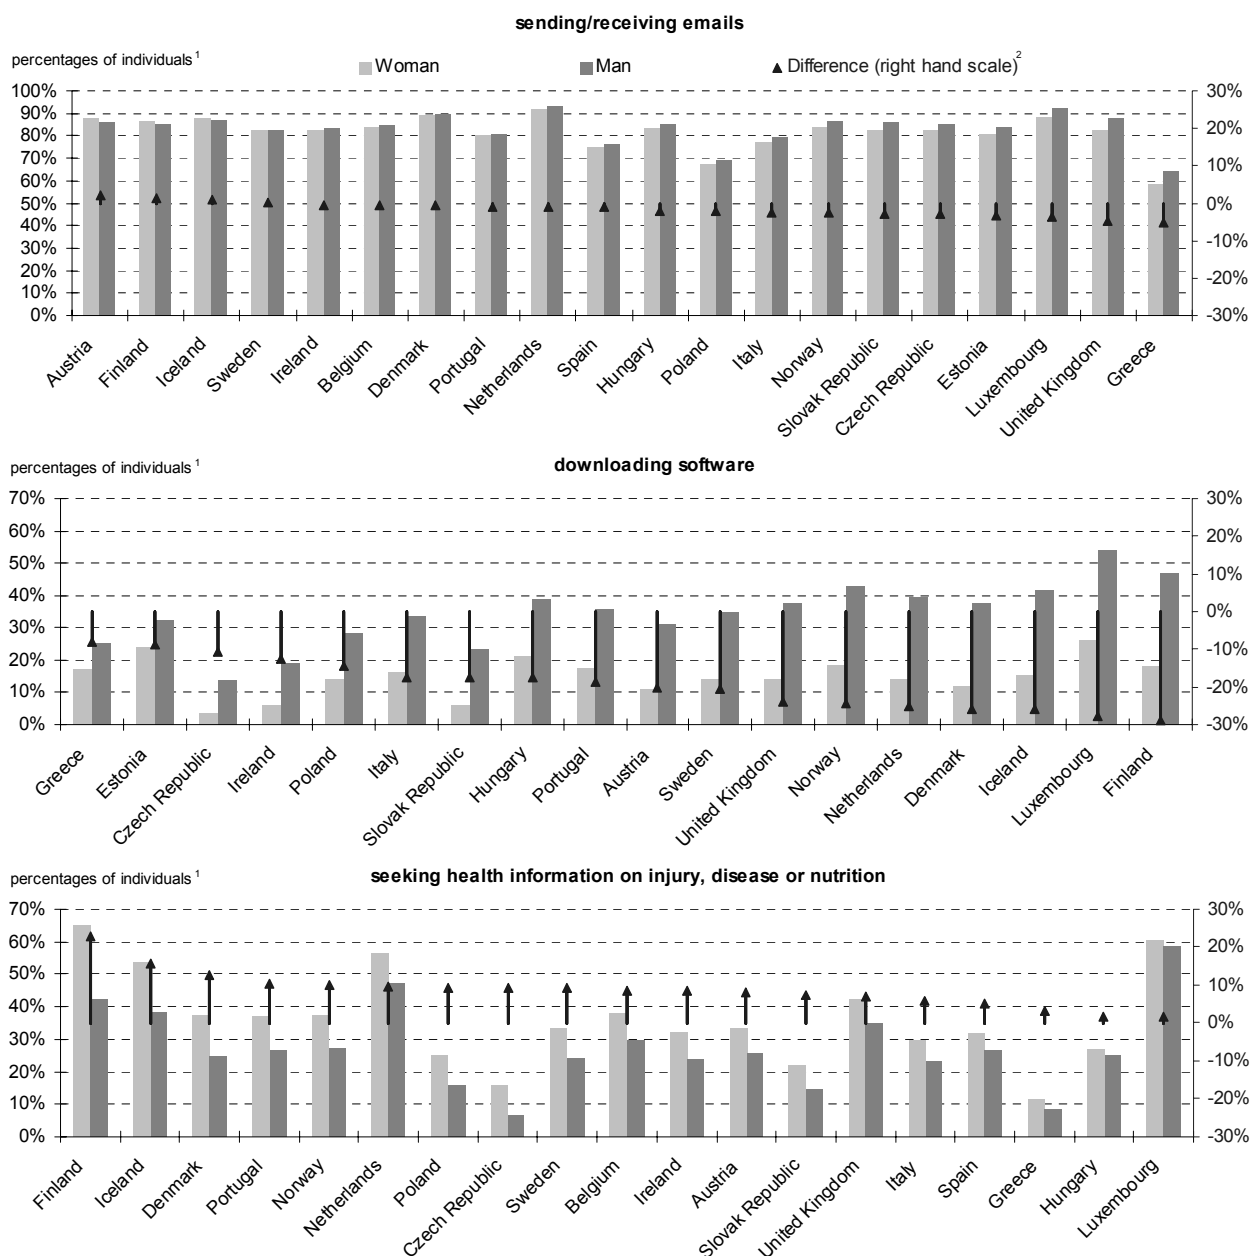 sending/receiving emails
percentages of individuals 1
Woman
Man
Difference (right hand scale)2
100%
90%
80%
70%
60%
50%
40%
30%
20%
10%
0%
30%
20%
10%
0%
-10%
-20%
-30%
Austria
Finland
Iceland
Sweden
Ireland
Belgium
Denmark
Portugal
Netherlands
Spain
Hungary
Poland
Italy
Norway
Slovak Republic
Czech Republic
Estonia
Luxembourg
United Kingdom
Greece
percentages of individuals 1
downloading software
70%
60%
50%
40%
30%
20%
10%
0%
30%
20%
10%
0%
-10%
-20%
-30%
Greece
Estonia
Czech Republic
Ireland
Poland
Italy
Slovak Republic
Hungary
Portugal
Austria
Sweden
United Kingdom
Norway
Netherlands
Denmark
Iceland
Luxembourg
Finland
percentages of individuals 1
seeking health information on injury, disease or nutrition
70%
60%
50%
40%
30%
20%
10%
0%
30%
20%
10%
0%
-10%
-20%
-30%
Finland
Iceland
Denmark
Portugal
Norway
Netherlands
Poland
Czech Republic
Sweden
Belgium
Ireland
Austria
Slovak Republic
United Kingdom
Italy
Spain
Greece
Hungary
Luxembourg